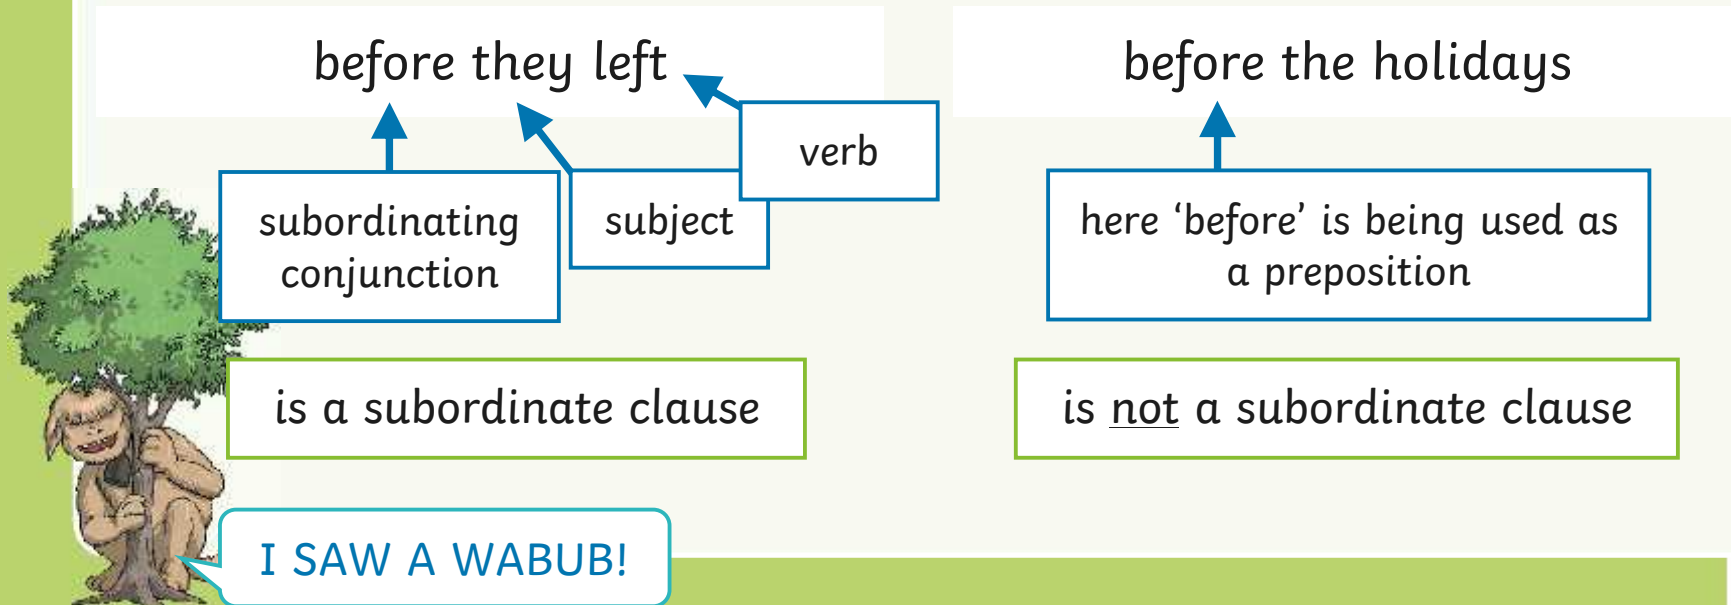 before they left
verb
subordinating
conjunction
subject
is a subordinate clause
before the holidays
here ‘before’ is being used as
a preposition
is not a subordinate clause
I SAW A WABUB!